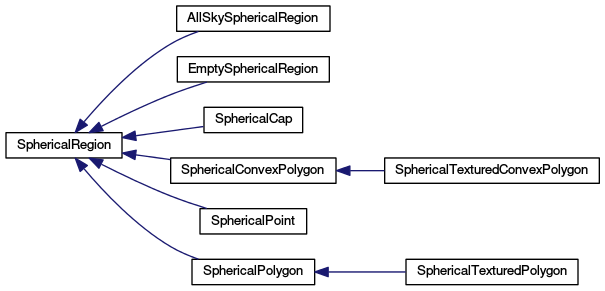 AllSkySphericalRegion
EmptySphericalRegion
SphericalCap
SphericalRegion
SphericalConvexPolygon
SphericalTexturedConvexPolygon
SphericalPoint
SphericalPolygon
SphericalTexturedPolygon